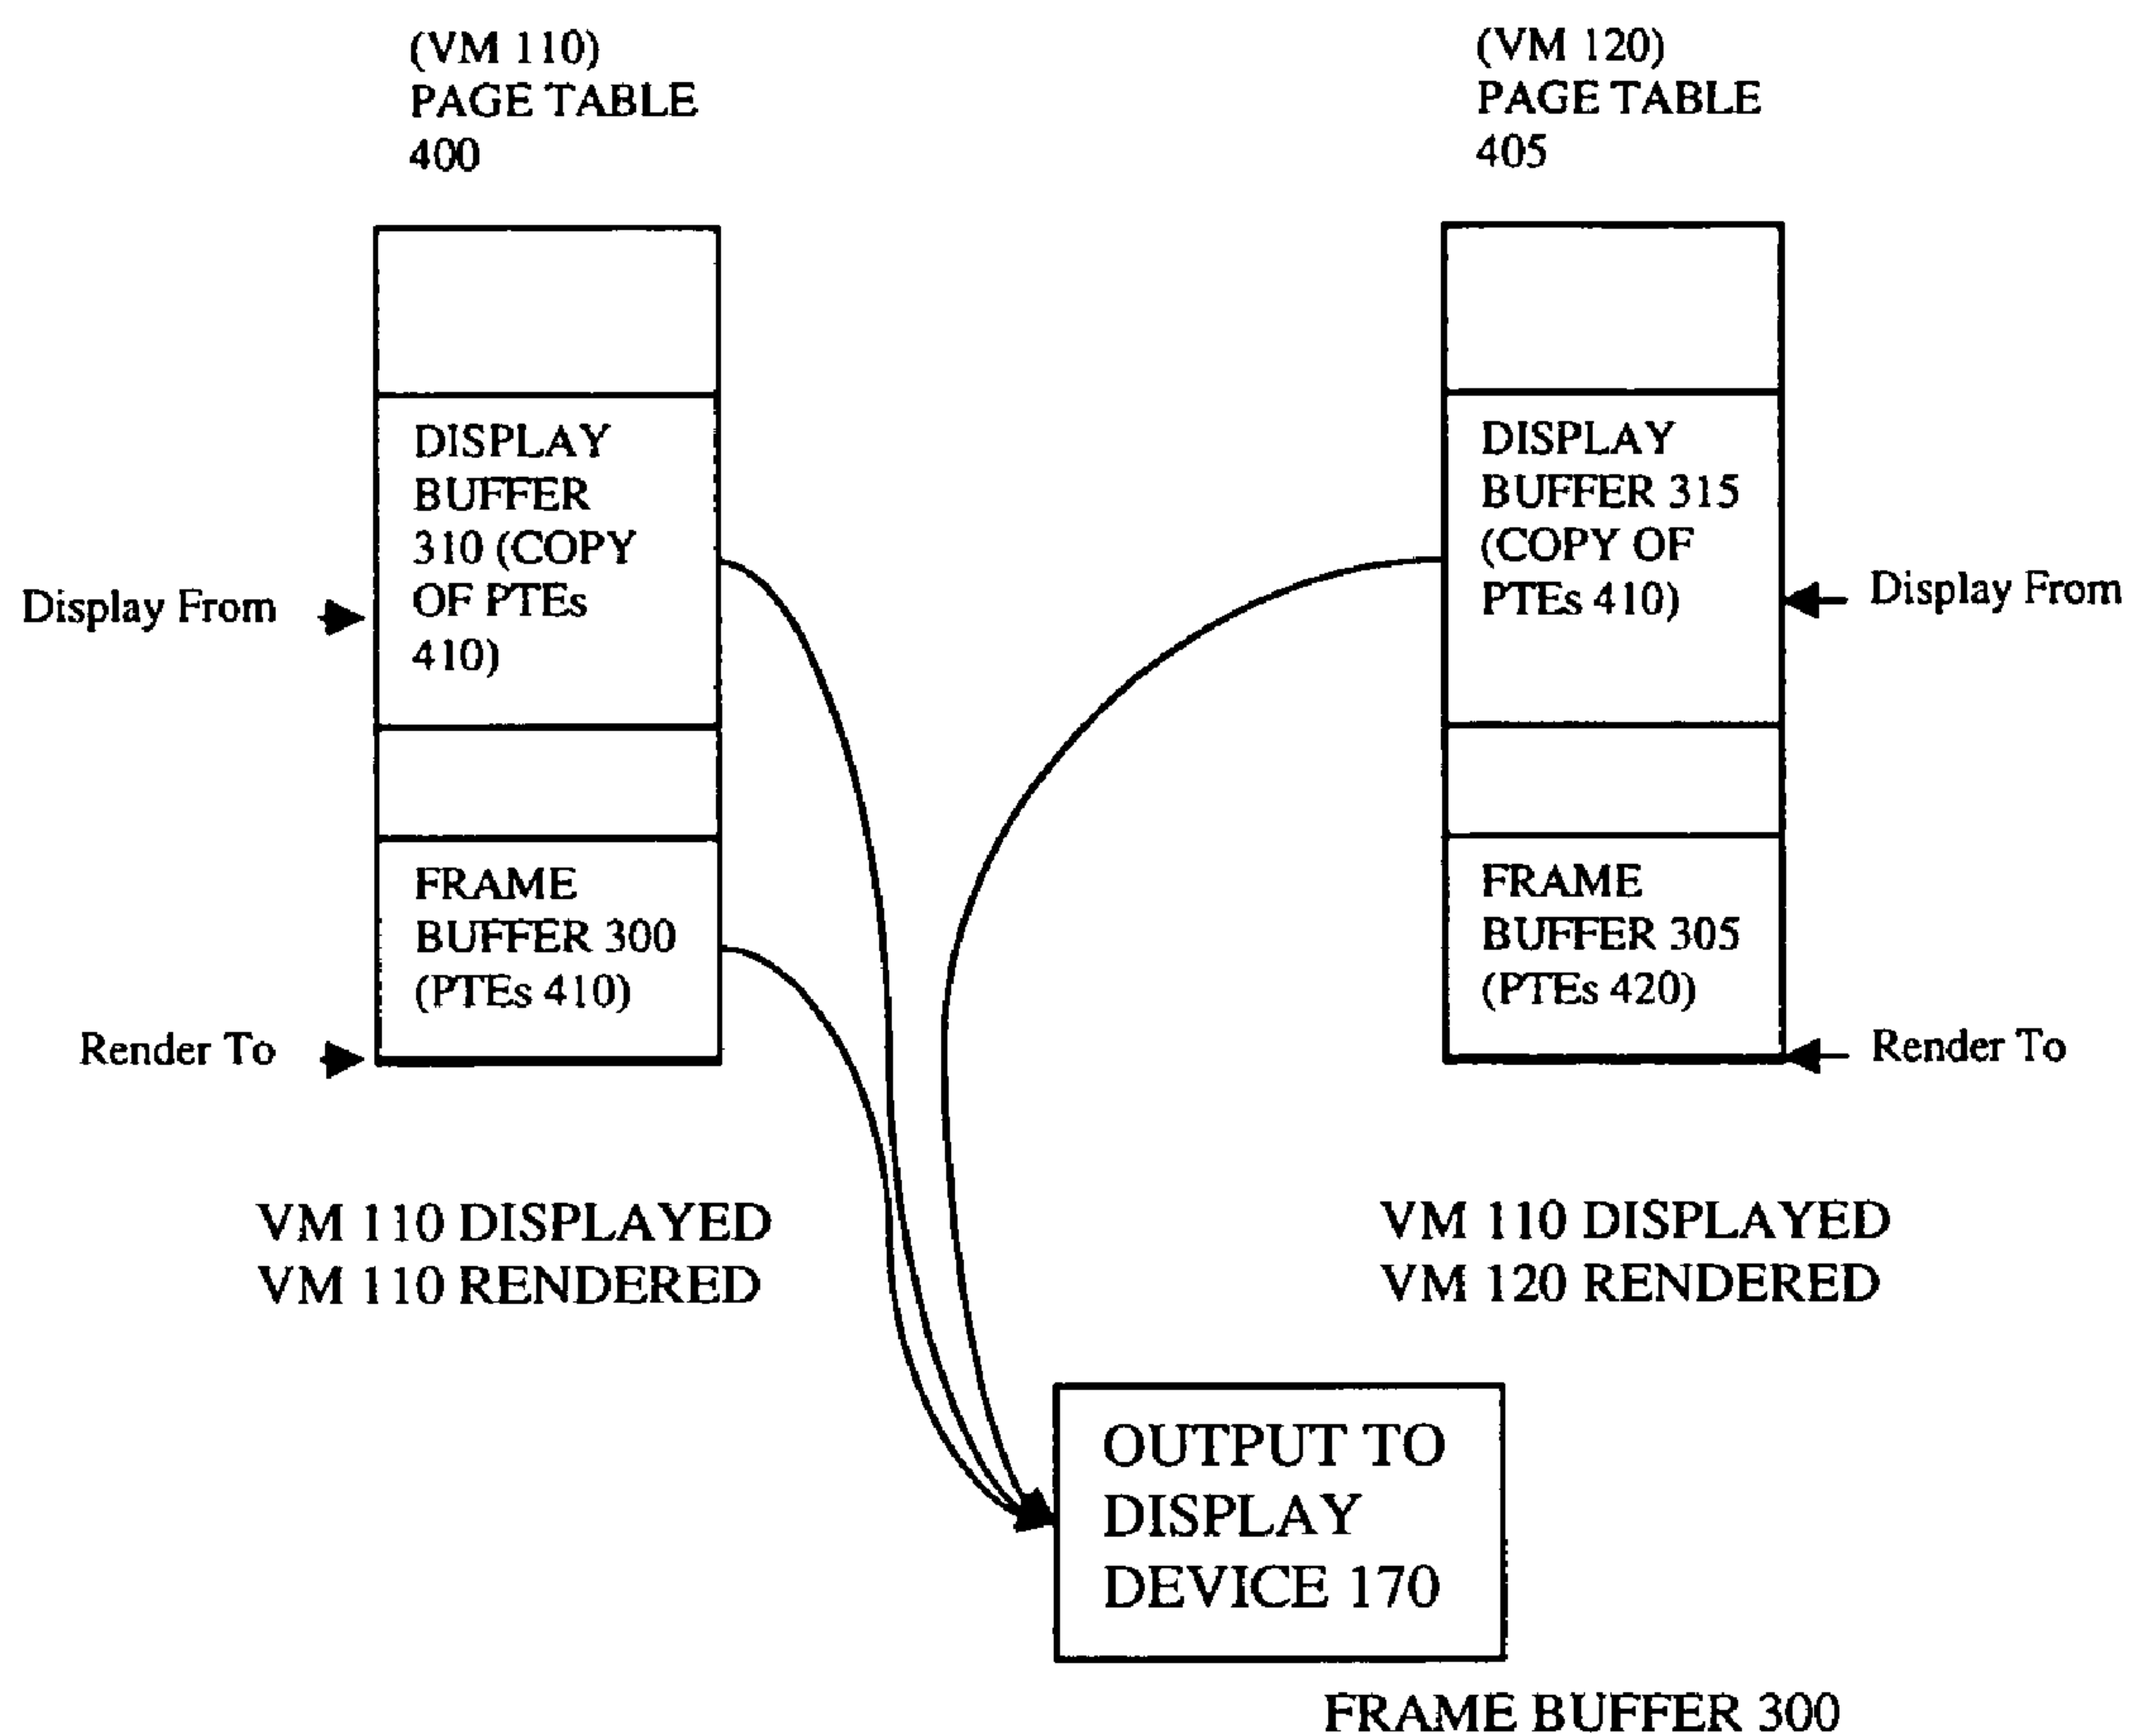 (VM 110)
PAGE TABLE
400
(VM 120)
PAGE TABLE
405
DISPLAY
BUFFER
310 (COPY
OF PTEs
410)
Display From
DISPLAY
BUFFER 315
(COPY OF
PTEs 410)
Display From
FRAME
BUFFER 300
(PTEs 410)
Render To
FRAME
BUFFER 305
(PTEs 420)
Render To
VM 110 DISPLAYED
VM 110 RENDERED
VM 110 DISPLAYED
VM 120 RENDERED
OUTPUT TO
DISPLAY
DEVICE 170
FRAME BUFFER 300